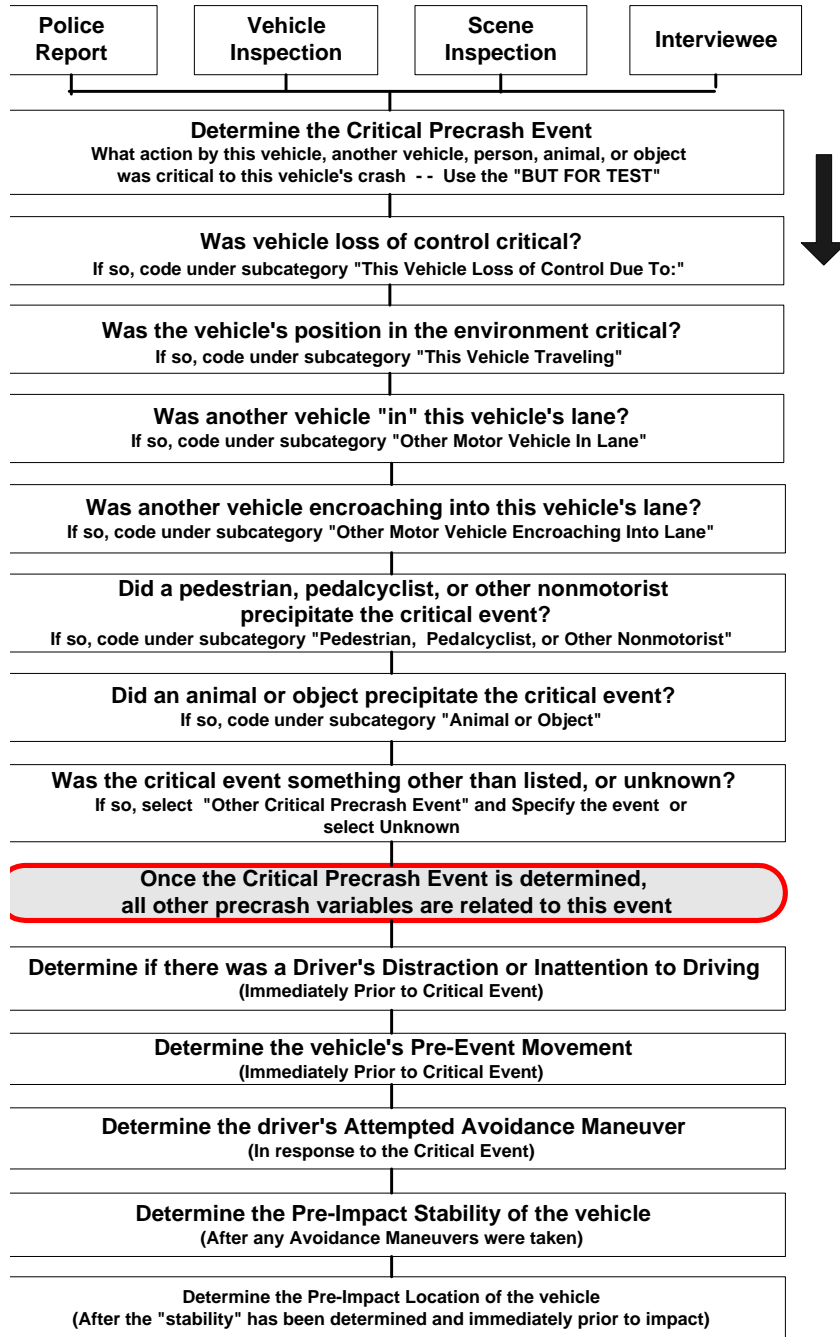 Police
Report
Vehicle
Inspection
Scene
Inspection
Interviewee
Determine the Critical Precrash Event
What action by this vehicle, another vehicle, person, animal, or object
was critical to this vehicle's crash - - Use the "BUT FOR TEST"
Was vehicle loss of control critical?
If so, code under subcategory "This Vehicle Loss of Control Due To:"
Was the vehicle's position in the environment critical?
If so, code under subcategory "This Vehicle Traveling"
Was another vehicle "in" this vehicle's lane?
If so, code under subcategory "Other Motor Vehicle In Lane"
Was another vehicle encroaching into this vehicle's lane?
If so, code under subcategory "Other Motor Vehicle Encroaching Into Lane"
Did a pedestrian, pedalcyclist, or other nonmotorist
precipitate the critical event?
If so, code under subcategory "Pedestrian, Pedalcyclist, or Other Nonmotorist"
Did an animal or object precipitate the critical event?
If so, code under subcategory "Animal or Object"
Was the critical event something other than listed, or unknown?
If so, select "Other Critical Precrash Event" and Specify the event or
select Unknown
Once the Critical Precrash Event is determined,
all other precrash variables are related to this event
Determine if there was a Driver's Distraction or Inattention to Driving
(Immediately Prior to Critical Event)
Determine the vehicle's Pre-Event Movement
(Immediately Prior to Critical Event)
Determine the driver's Attempted Avoidance Maneuver
(In response to the Critical Event)
Determine the Pre-Impact Stability of the vehicle
(After any Avoidance Maneuvers were taken)
Determine the Pre-Impact Location of the vehicle
(After the "stability" has been determined and immediately prior to impact)